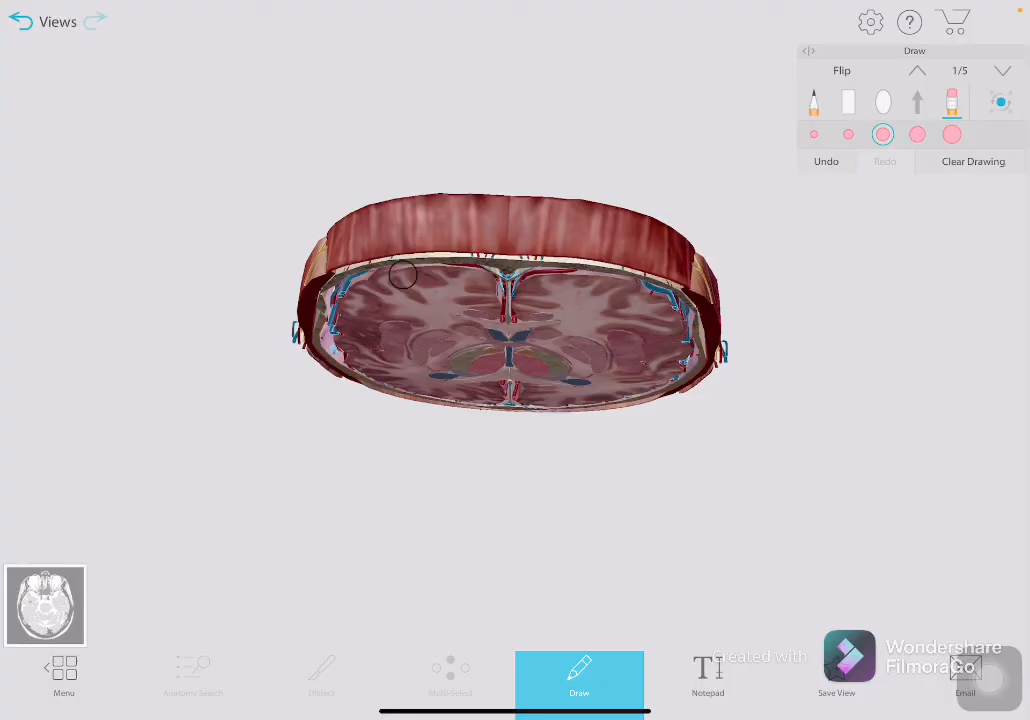 Views
Draw
Flip
1/5
Undo
Redo
Clear Drawing
Created with
Wondershare
FilmoraGo
Menu
Anatomy Search
Dissect
Multi-Select
Draw
Notepad
Save View
Email